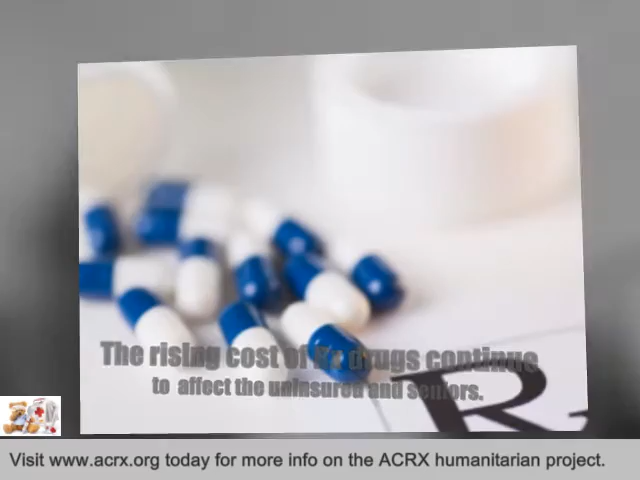 The rising cost of Rx drugs continue
to affect the uninsured and seniors.
R
Visit www.acrx.org today for more info on the ACRX humanitarian project.